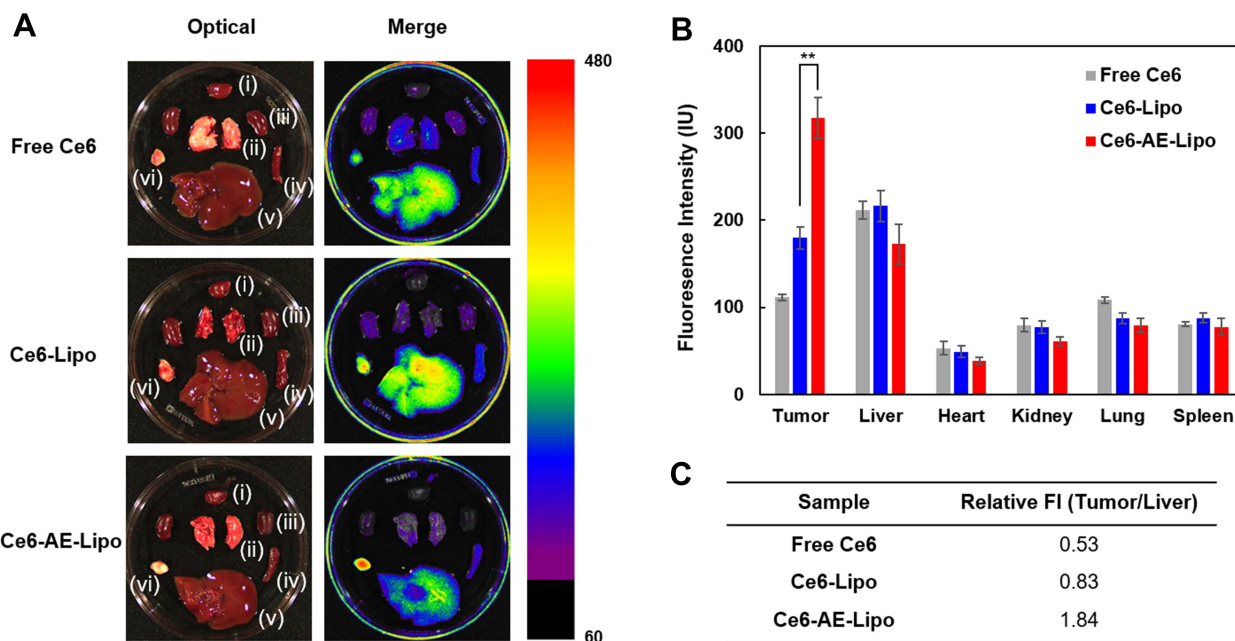 A
Optical
Merge
Free Ce6
(i)
(iii)
(ii)
(iv)
(vi)
(v)
Ce6-Lipo
(i)
(iii)
(ii)
(iv)
(vi)
(v)
Ce6-AE-Lipo
(i)
(iii)
(ii)
(iv)
(vi)
(v)
480
60
B
Fluoresence Intensity (IU)
400
300
200
100
0
**
Free Ce6
Ce6-Lipo
Ce6-AE-Lipo
Tumor Liver Heart Kidney Lung Spleen
C
Sample Relative FI (Tumor/Liver)
Free Ce6 0.53
Ce6-Lipo 0.83
Ce6-AE-Lipo 1.84